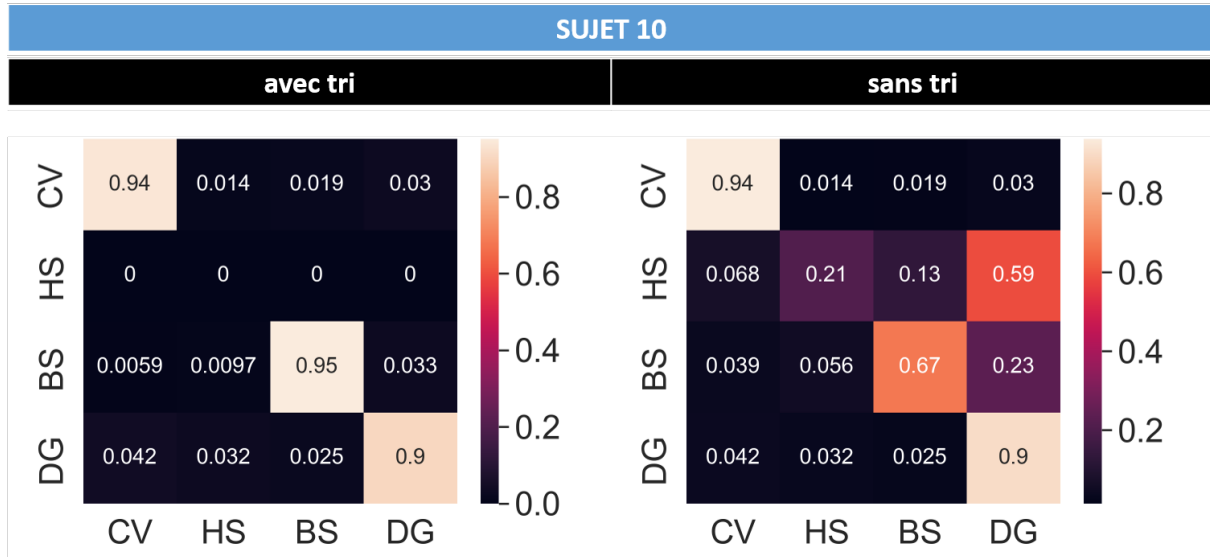 SUJET 10
avec tri
sans tri
CV 0.94 0.014 0.019 0.03
HS 0 0 0 0
BS 0.0059 0.0097 0.95 0.033
DG 0.042 0.032 0.025 0.9
CV HS BS DG
0.8
0.6
0.4
0.2
0.0
CV 0.94 0.014 0.019 0.03
HS 0.068 0.21 0.13 0.59
BS 0.039 0.056 0.67 0.23
DG 0.042 0.032 0.025 0.9
CV HS BS DG
0.8
0.6
0.4
0.2